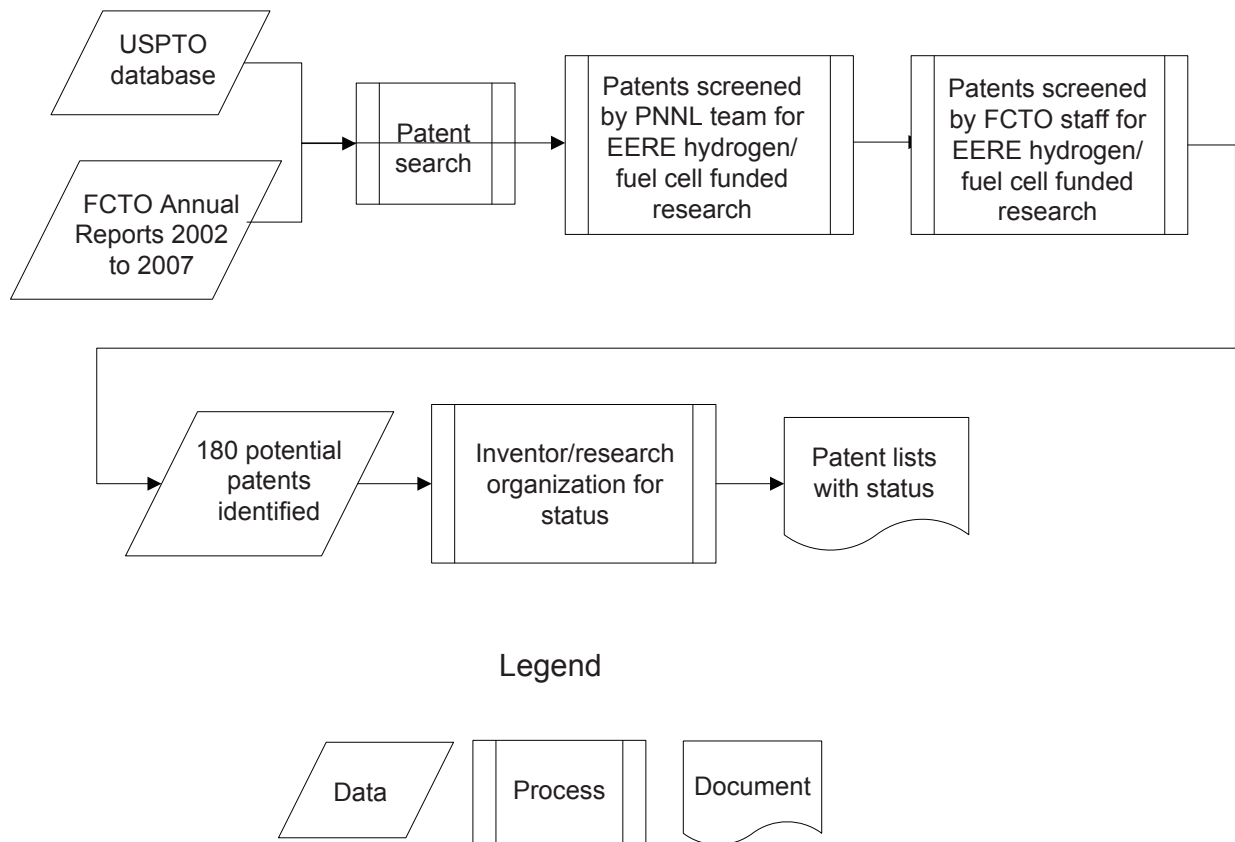 USPTO
database
FCTO Annual
Reports 2002
to 2007
Patent
search
Patents screened
by PNNL team for
EERE hydrogen/
fuel cell funded
research
Patents screened
by FCTO staff for
EERE hydrogen/
fuel cell funded
research
180 potential
patents
identified
Inventor/research
organization for
status
Patent lists
with status
Legend
Data
Process
Document